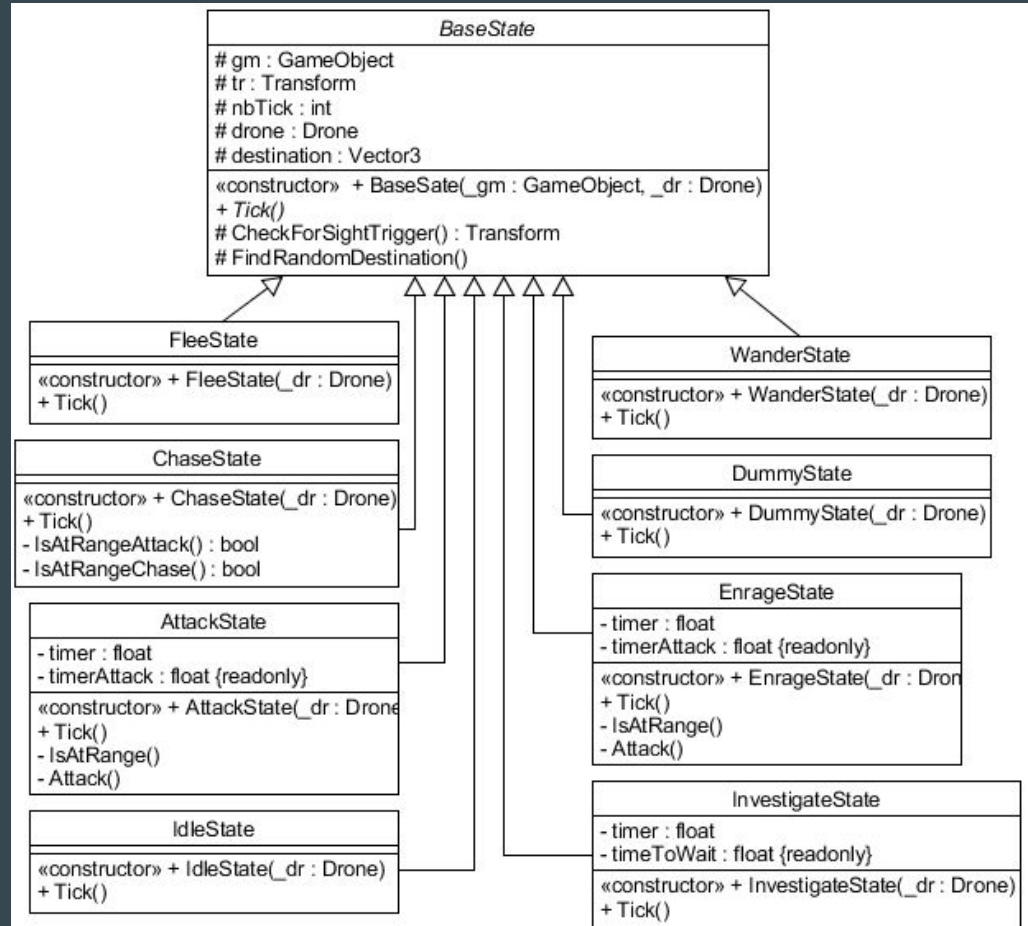 BaseState
# gm : GameObject
# tr : Transform
# nbTick : int
# drone : Drone
# destination : Vector3
«constructor» + BaseSate(_gm : GameObject, _dr : Drone)
+ Tick()
# CheckForSightTrigger() : Transform
# FindRandomDestination()
FleeState
«constructor» + FleeState(_dr : Drone)
+ Tick()
ChaseState
«constructor» + ChaseState(_dr : Drone)
+ Tick()
- IsAtRangeAttack() : bool
- IsAtRangeChase() : bool
AttackState
- timer : float
- timerAttack : float {readonly}
«constructor» + AttackState(_dr : Drone
+ Tick()
- IsAtRange()
- Attack()
IdleState
«constructor» + IdleState(_dr : Drone)
+ Tick()
WanderState
«constructor» + WanderState(_dr : Drone)
+ Tick()
DummyState
«constructor» + DummyState(_dr : Drone)
+ Tick()
EnrageState
- timer : float
- timerAttack : float {readonly}
«constructor» + EnrageState(_dr : Dron
+ Tick()
- IsAtRange()
- Attack()
InvestigateState
- timer : float
- timeToWait : float {readonly}
«constructor» + InvestigateState(_dr : Drone)
+ Tick()